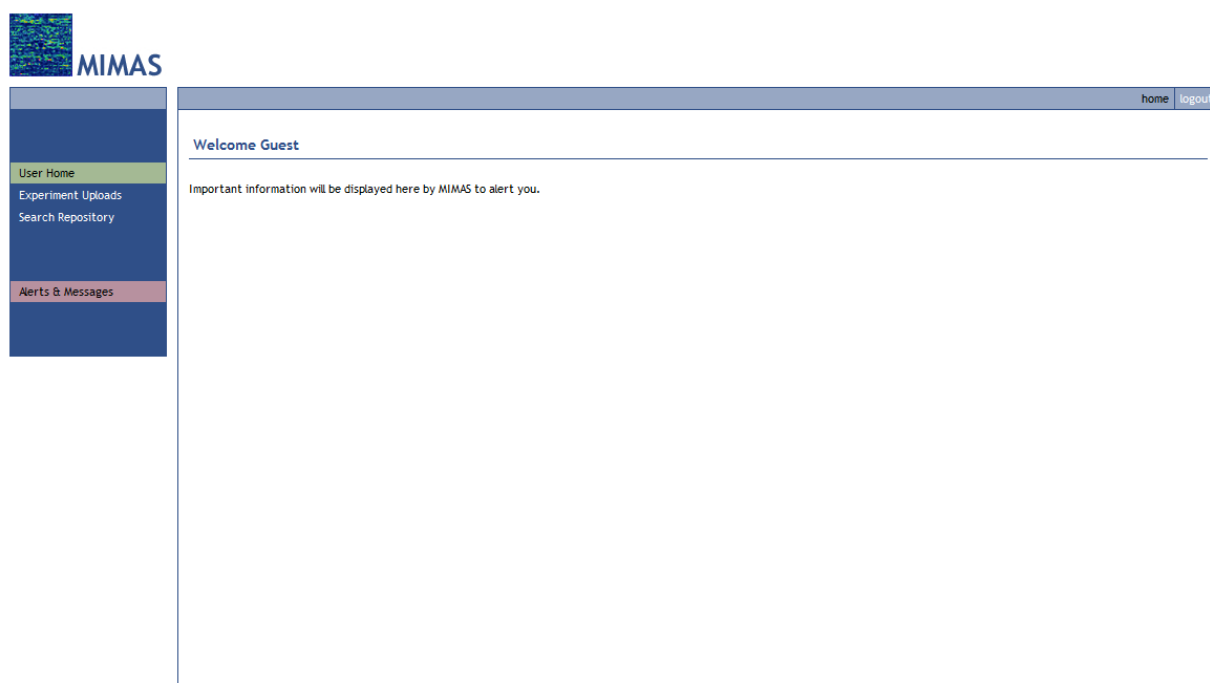 MIMAS
home logout
Welcome Guest
User Home
Important information will be displayed here by MIMAS to alert you.
Experiment Uploads
Search Repository
Alerts & Messages